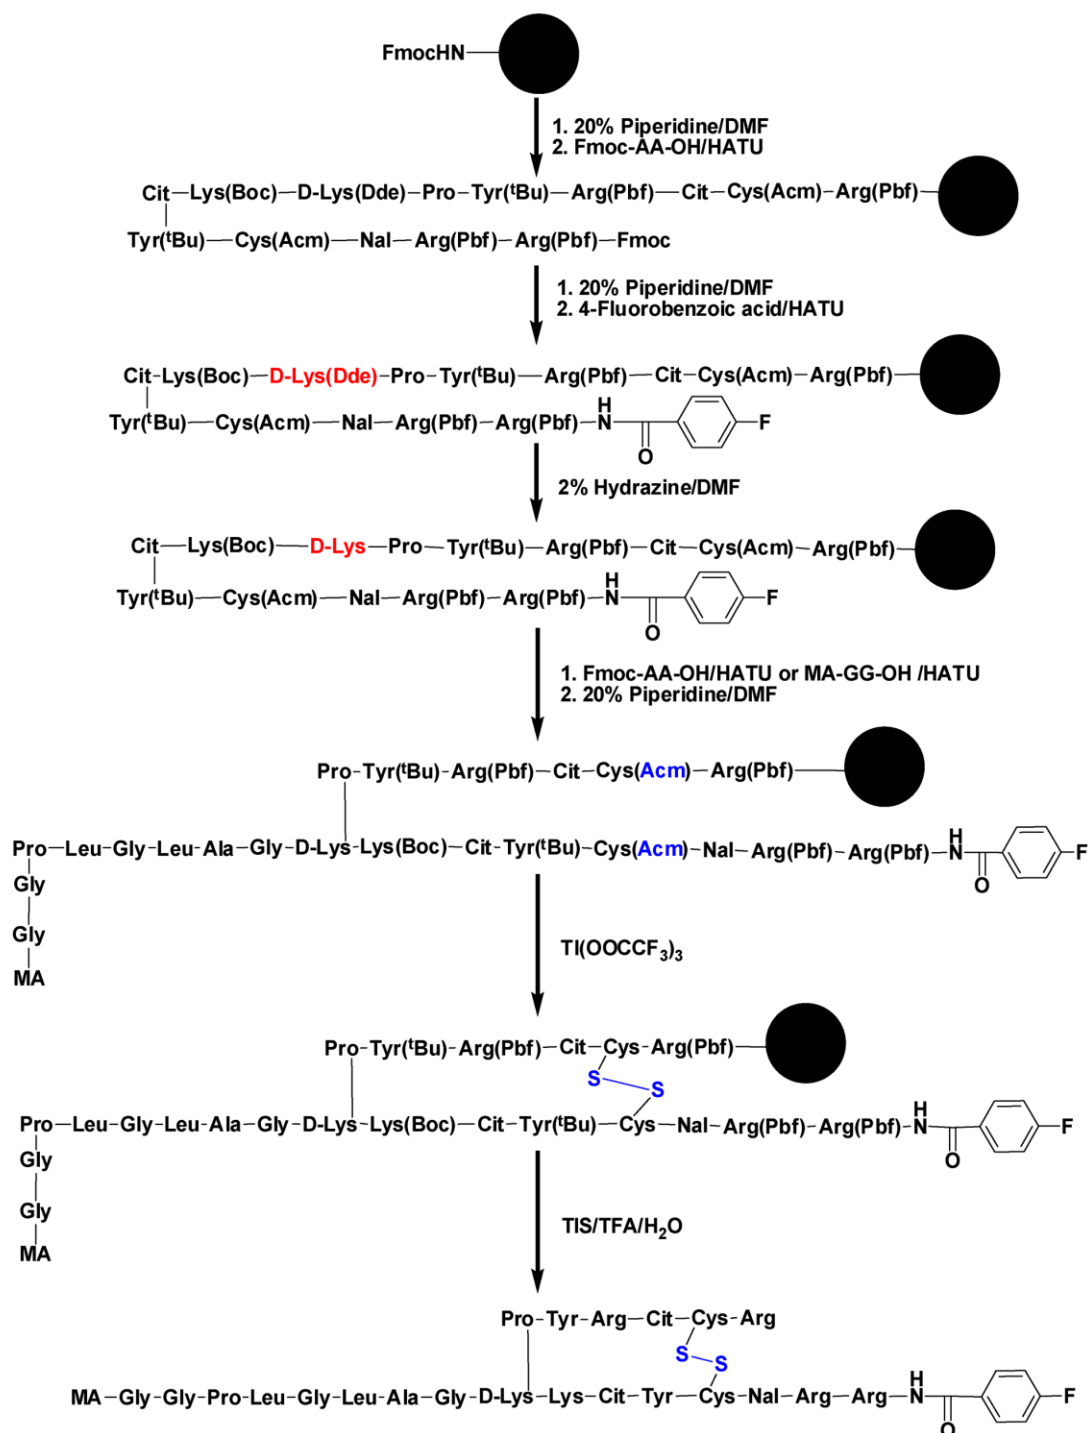 FmocHN
1. 20% Piperidine/DMF
2. Fmoc-AA-OH/HATU
Cit-Lys(Boc)-D-Lys(Dde)-Pro-Tyr(tBu)-Arg(Pbf)-Cit-Cys(Acm)-Arg(Pbf)
Tyr(tBu)-Cys(Acm)-Nal-Arg(Pbf)-Arg(Pbf)-Fmoc
1. 20% Piperidine/DMF
2. 4-Fluorobenzoic acid/HATU
Cit-Lys(Boc)-D-Lys(Dde)-Pro-Tyr(tBu)-Arg(Pbf)-Cit-Cys(Acm)-Arg(Pbf)
H
Tyr(tBu)-Cys(Acm)-Nal-Arg(Pbf)-Arg(Pbf)-N F
O
2% Hydrazine/DMF
Cit-Lys(Boc)-D-Lys-Pro-Tyr(tBu)-Arg(Pbf)-Cit-Cys(Acm)-Arg(Pbf)
H
Tyr(tBu)-Cys(Acm)-Nal-Arg(Pbf)-Arg(Pbf)-N F
O
1. Fmoc-AA-OH/HATU or MA-GG-OH /HATU
2. 20% Piperidine/DMF
Pro-Tyr(tBu)-Arg(Pbf)-Cit-Cys(Acm)-Arg(Pbf)
H
Pro-Leu-Gly-Leu-Ala-Gly-D-Lys-Lys(Boc)-Cit-Tyr(tBu)-Cys(Acm)-Nal-Arg(Pbf)-Arg(Pbf)-N F
O
Gly
Gly
MA
TI(OOCCF3)3
Pro-Tyr(tBu)-Arg(Pbf)-Cit-Cys-Arg(Pbf)
S S
H
Pro-Leu-Gly-Leu-Ala-Gly-D-Lys-Lys(Boc)-Cit-Tyr(tBu)-Cys-Nal-Arg(Pbf)-Arg(Pbf)-N F
O
Gly
Gly
MA
TIS/TFA/H2O
Pro-Tyr-Arg-Cit-Cys-Arg
S-S
H
MA-Gly-Gly-Pro-Leu-Gly-Leu-Ala-Gly-D-Lys-Lys-Cit-Tyr-Cys-Nal-Arg-Arg-N F
O